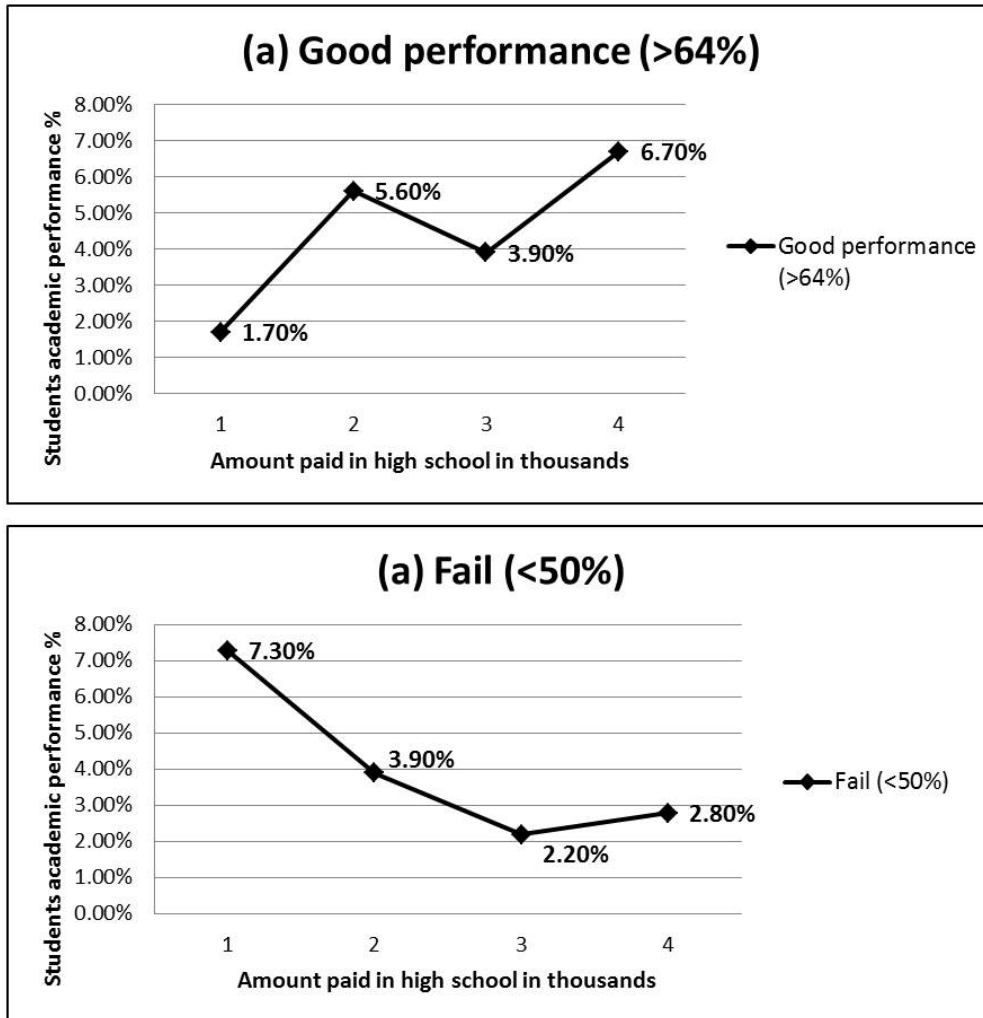 (a) Good performance (>64%)
Students academic performance %
8.00%
7.00%
6.00%
5.00%
4.00%
3.00%
2.00%
1.00%
0.00%
1.70%
5.60%
3.90%
6.70%
1 2 3 4
Amount paid in high school in thousands
Good performance
(>64%)
(a) Fail (<50%)
Students academic performance %
8.00%
7.00%
6.00%
5.00%
4.00%
3.00%
2.00%
1.00%
0.00%
7.30%
3.90%
2.20%
2.80%
1 2 3 4
Amount paid in high school in thousands
Fail (<50%)